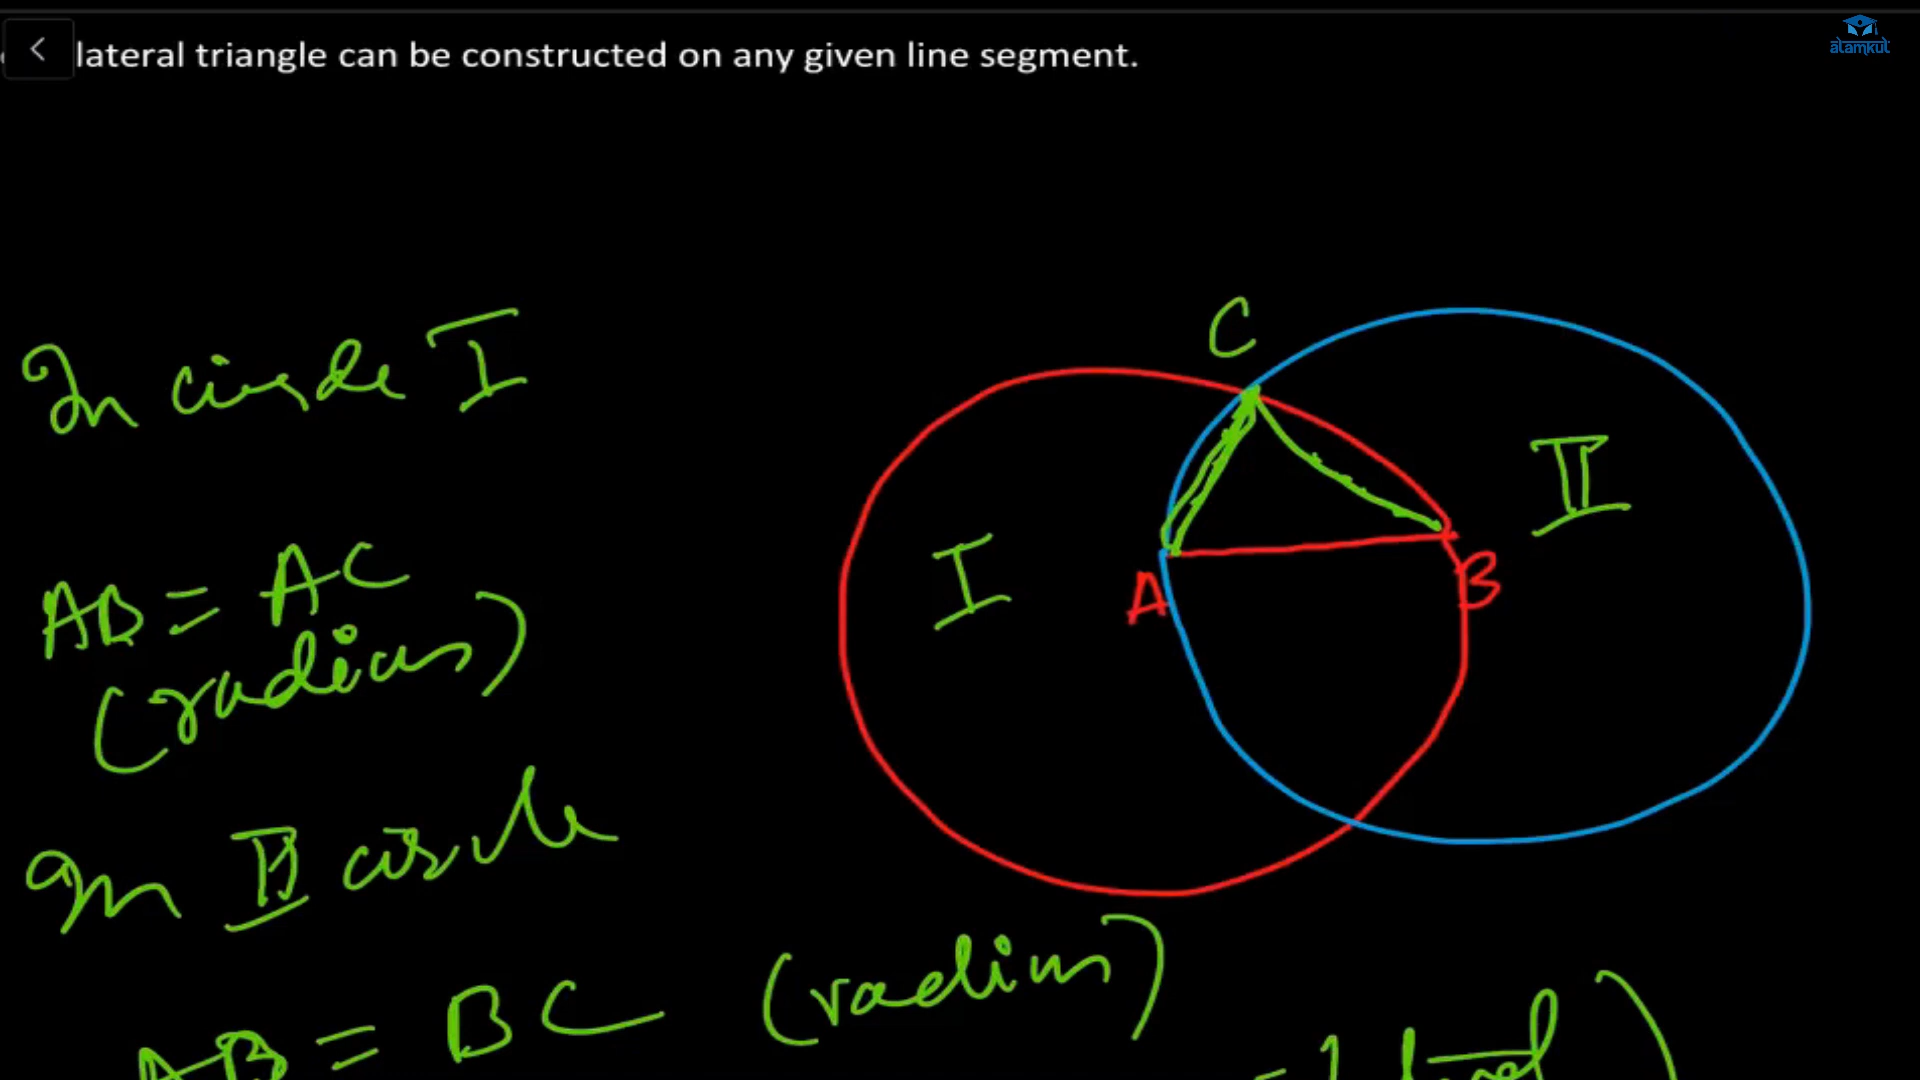 lateral triangle can be constructed on any given line segment.
alamkut
In circle I
C
II
I
A
B
AB = AC
(radius)
In II circle
AB = BC (radius)